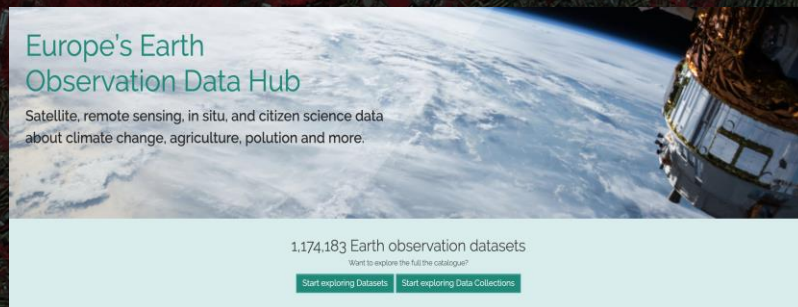 Europe's Earth
Observation Data Hub
Satellite, remote sensing, in situ, and citizen science data
about climate change, agriculture, polution and more.
1,174,183 Earth observation datasets
Want to explore the full the catalogue?
Start exploring Datasets Start exploring Data Collections